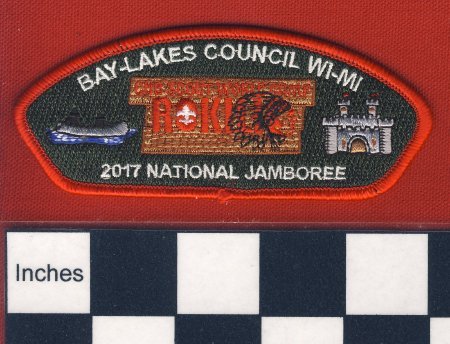 BAY-LAKES COUNCIL WI-MI
2017 NATIONAL JAMBOREE
Inches